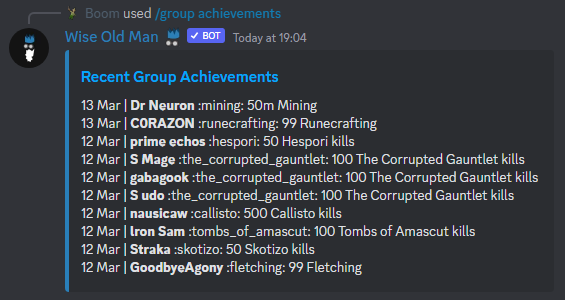 Boom used /group achievements
Wise Old Man ✓ BOT Today at 19:04
Recent Group Achievements
13 Mar | Dr Neuron :mining: 50m Mining
13 Mar | C0RAZON :runecrafting: 99 Runecrafting
12 Mar | prime echos :hespori: 50 Hespori kills
12 Mar | S Mage :the_corrupted_gauntlet: 100 The Corrupted Gauntlet kills
12 Mar | gabagook :the_corrupted_gauntlet: 100 The Corrupted Gauntlet kills
12 Mar | S udo :the_corrupted_gauntlet: 100 The Corrupted Gauntlet kills
12 Mar | nausicaw :callisto: 500 Callisto kills
12 Mar | Iron Sam :tombs_of_amascut: 100 Tombs of Amascut kills
12 Mar | Straka :skotizo: 50 Skotizo kills
12 Mar | GoodbyeAgony :fletching: 99 Fletching